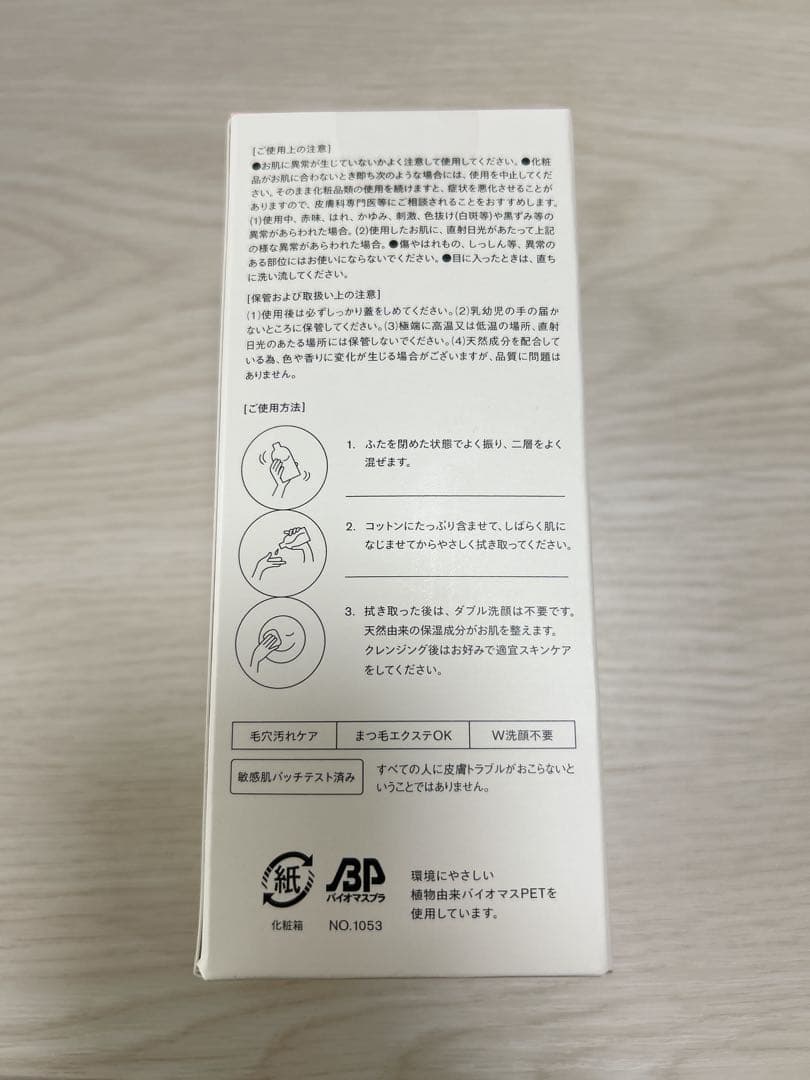 [ご使用上の注意]
●お肌に異常が生じていないかよく注意して使用してください。●化粧
品がお肌に合わないとき即ち次のような場合には、使用を中止してくだ
さい。そのまま化粧品類の使用を続けますと、症状を悪化させることが
ありますので、皮膚科専門医等にご相談されることをおすすめします。
(1)使用中、赤味、はれ、かゆみ、刺激、色抜け(白斑等)や黒ずみ等の
異常があらわれた場合。(2)使用したお肌に、直射日光があたって上記
の様な異常があらわれた場合。●傷やはれもの、しっしん等、異常の
ある部位にはお使いにならないでください。●目に入ったときは、直ち
に洗い流してください。
[保管および取扱い上の注意]
(1)使用後は必ずしっかり蓋をしめてください。(2)乳幼児の手の届か
ないところに保管してください。(3)極端に高温又は低温の場所、直射
日光のあたる場所には保管しないでください。(4)天然成分を配合して
いる為、色や香りに変化が生じる場合がございますが、品質に問題は
ありません。
[ご使用方法]
1. ふたを閉めた状態でよく振り、二層をよく
混ぜます。
2. コットンにたっぷり含ませて、しばらく肌に
なじませてからやさしく拭き取ってください。
3. 拭き取った後は、ダブル洗顔は不要です。
天然由来の保湿成分がお肌を整えます。
クレンジング後はお好みで適宜スキンケア
をしてください。
毛穴汚れケア まつ毛エクステOK W洗顔不要
敏感肌パッチテスト済み
すべての人に皮膚トラブルがおこらないと
いうことではありません。
紙
化粧箱
BP
バイオマスプラ
NO.1053
環境にやさしい
植物由来バイオマスPETを
使用しています。